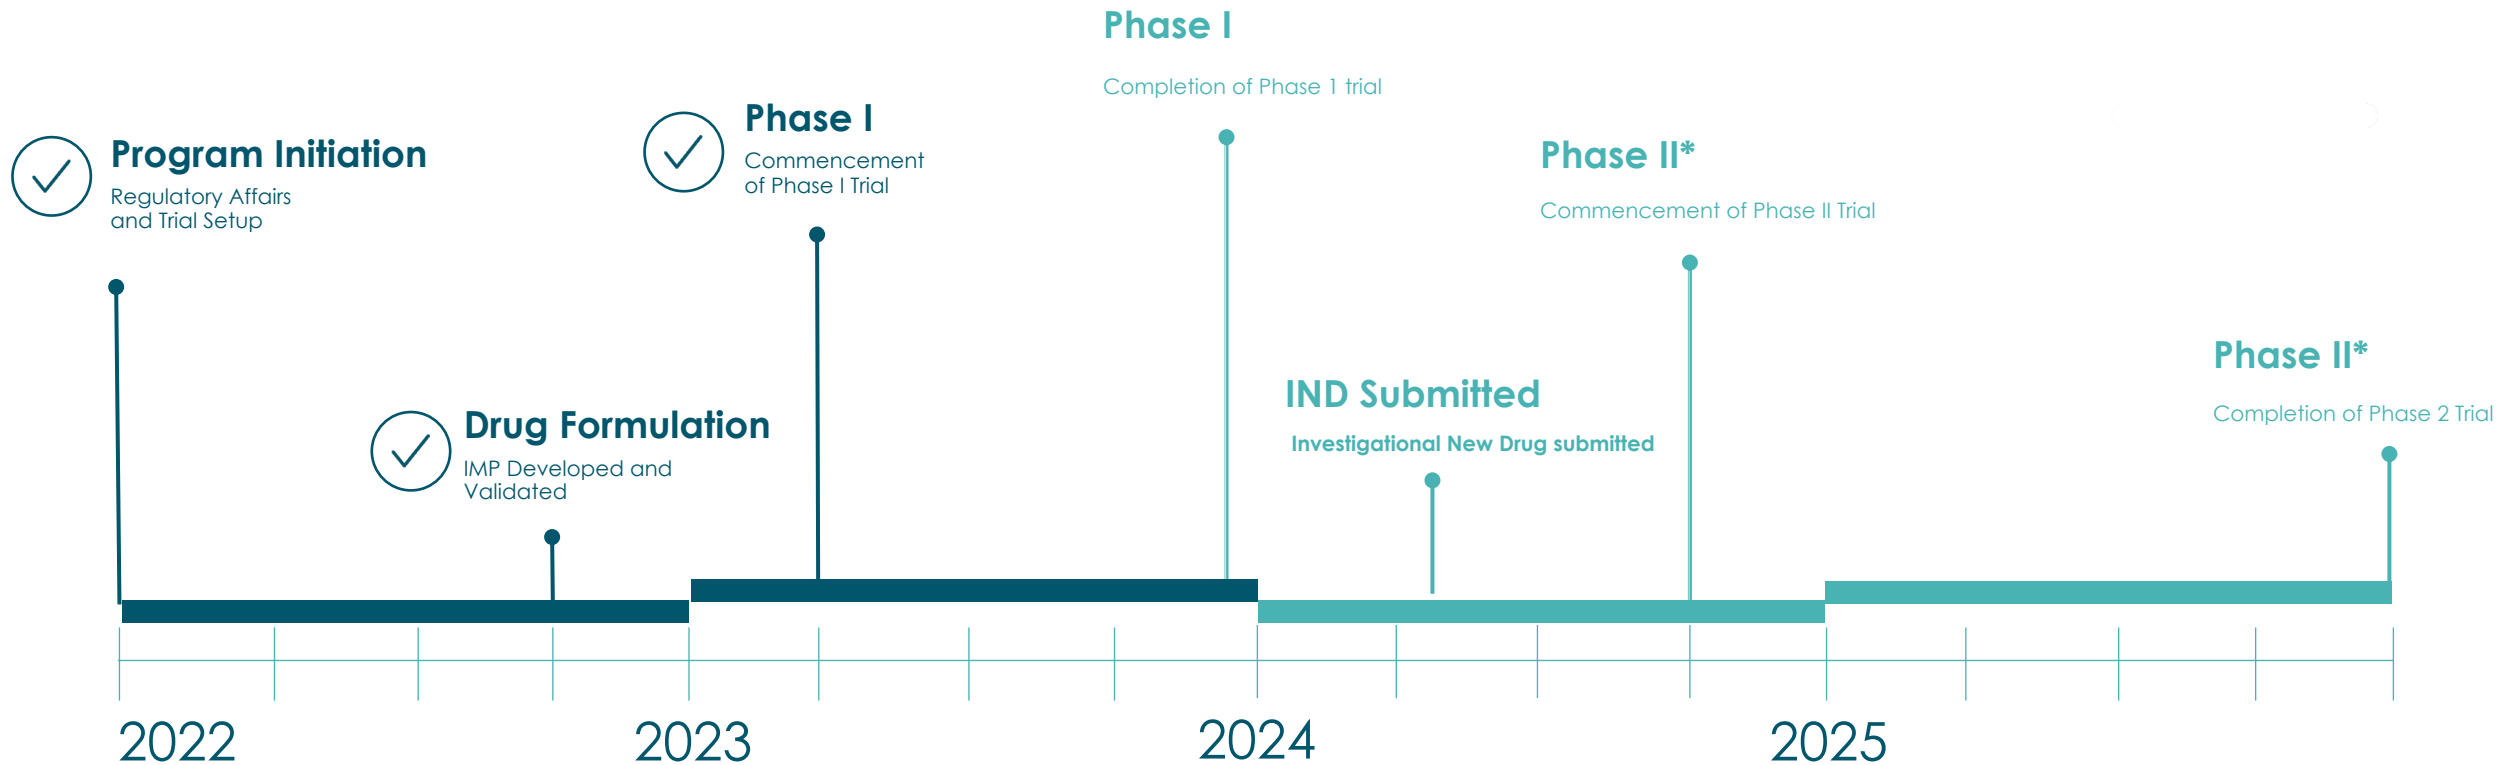 Phase I
Completion of Phase 1 trial
Program Initiation
Regulatory Affairs
and Trial Setup
Phase I
Commencement
of Phase I Trial
Phase II*
Commencement of Phase II Trial
Drug Formulation
IMP Developed and
Validated
IND Submitted
Investigational New Drug submitted
Phase II*
Completion of Phase 2 Trial
2022
2023
2024
2025